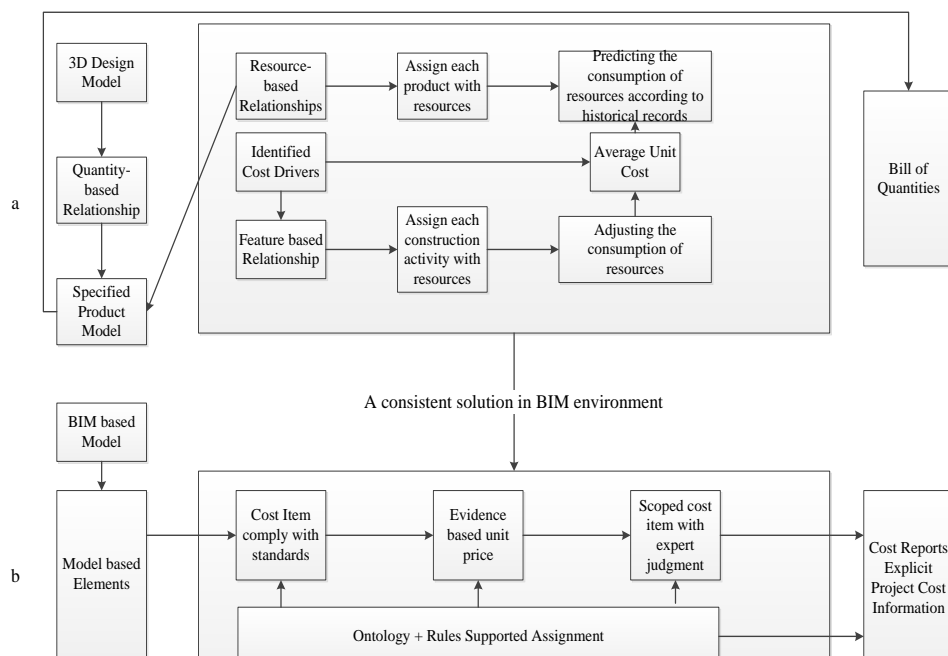 a
3D Design
Model
Quantity-
based
Relationship
Specified
Product
Model
Resource-
based
Relationships
Assign each
product with
resources
Predicting the
consumption of
resources according to
historical records
Identified
Cost Drivers
Average Unit
Cost
Feature based
Relationship
Assign each
construction
activity with
resources
Adjusting the
consumption of
resources
Bill of
Quantities
A consistent solution in BIM environment
b
BIM based
Model
Model based
Elements
Cost Item
comply with
standards
Evidence
based unit
price
Scoped cost
item with
expert
judgment
Ontology + Rules Supported Assignment
Cost Reports
Explicit
Project Cost
Information